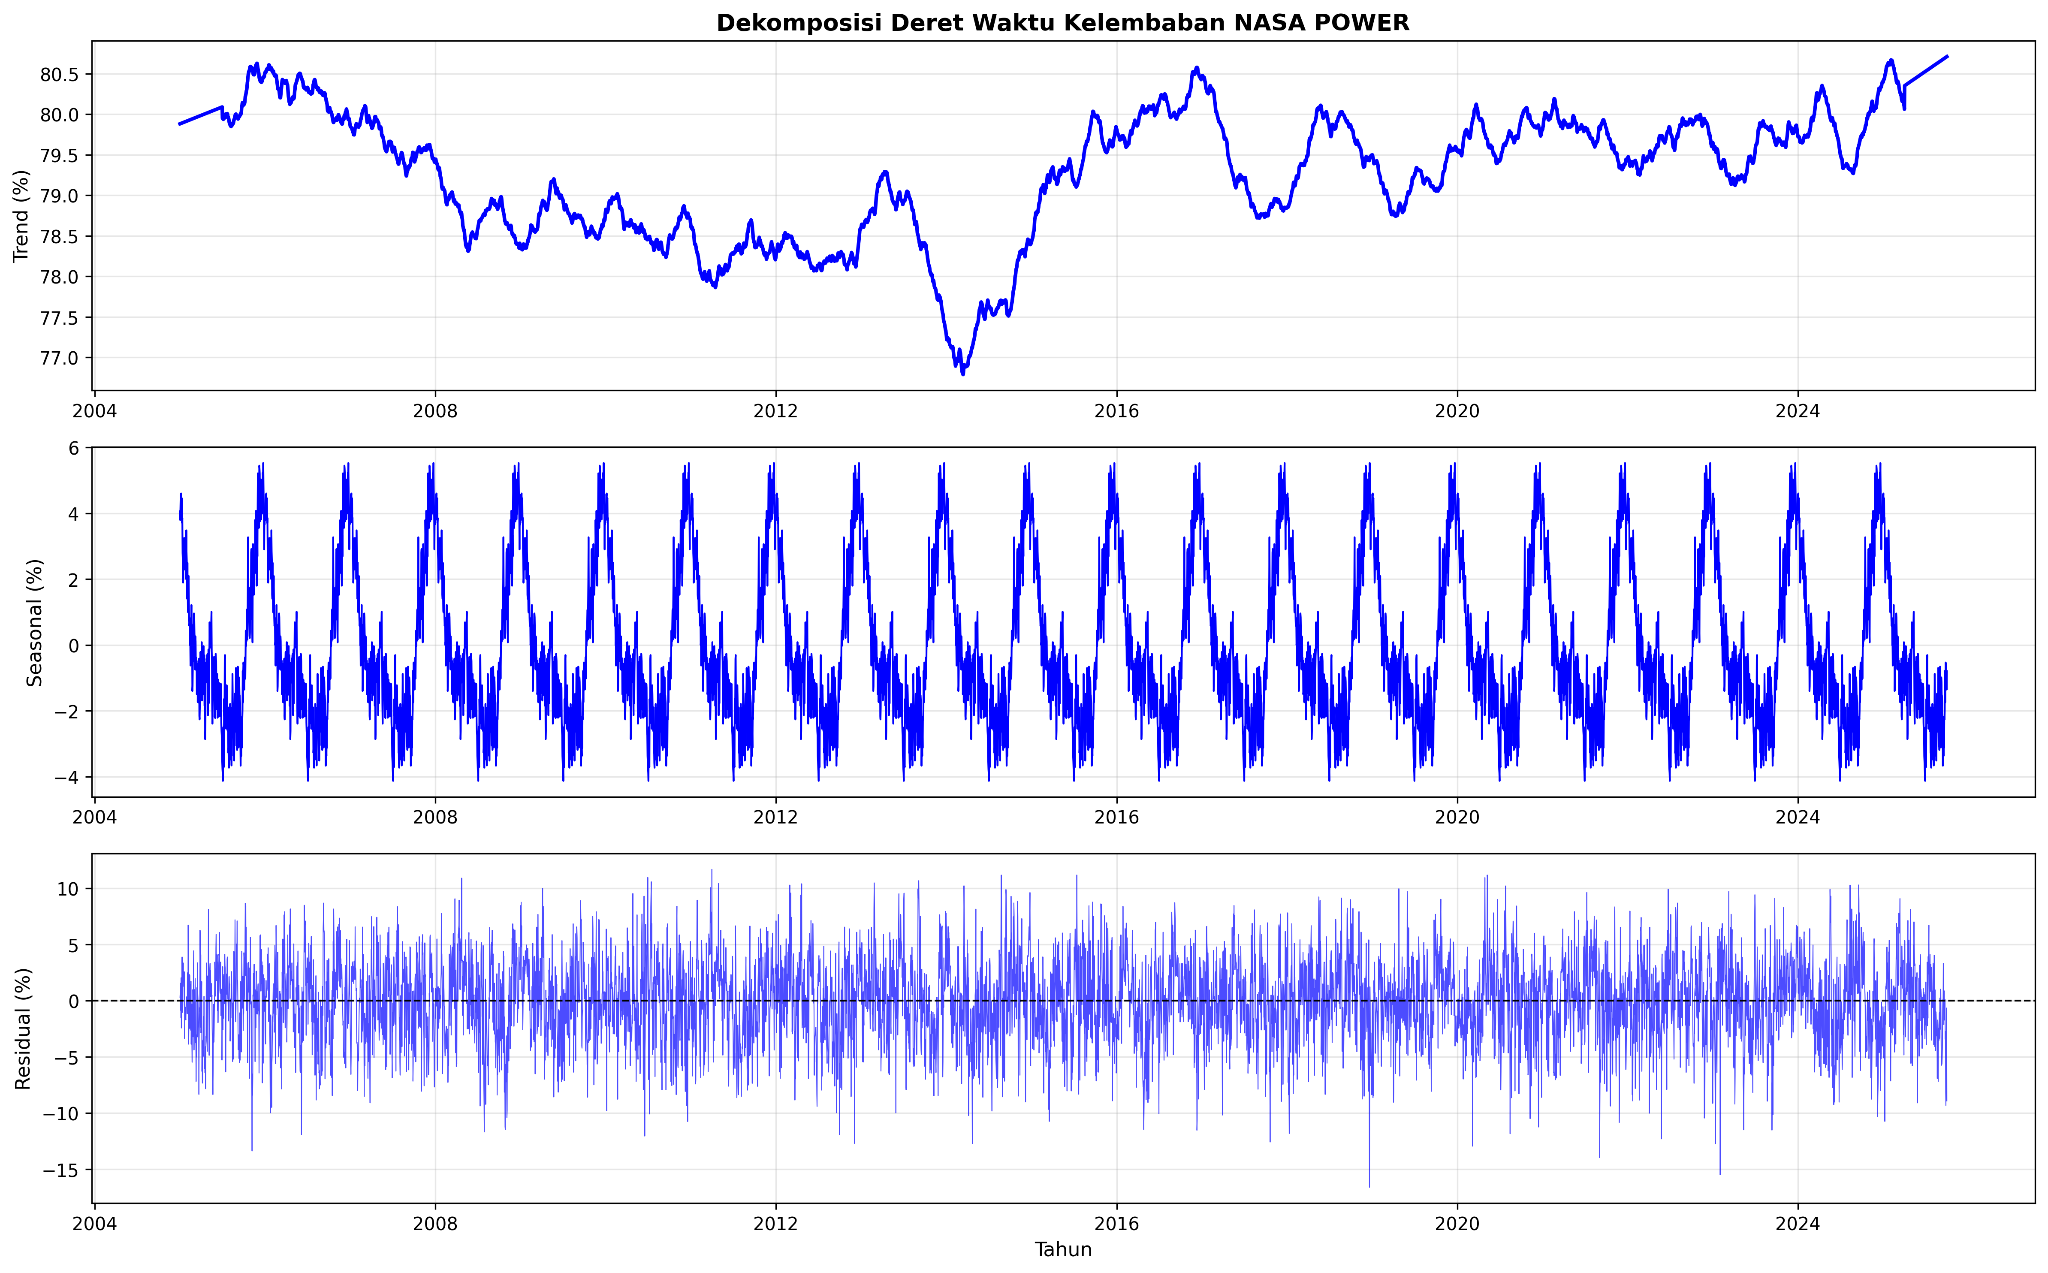 Dekomposisi Deret Waktu Kelembaban NASA POWER
Trend (%)
80.5
80.0
79.5
79.0
78.5
78.0
77.5
77.0
2004 2008 2012 2016 2020 2024
Seasonal (%)
6
4
2
0
−2
−4
2004 2008 2012 2016 2020 2024
Residual (%)
10
5
0
−5
−10
−15
2004 2008 2012 2016 2020 2024
Tahun